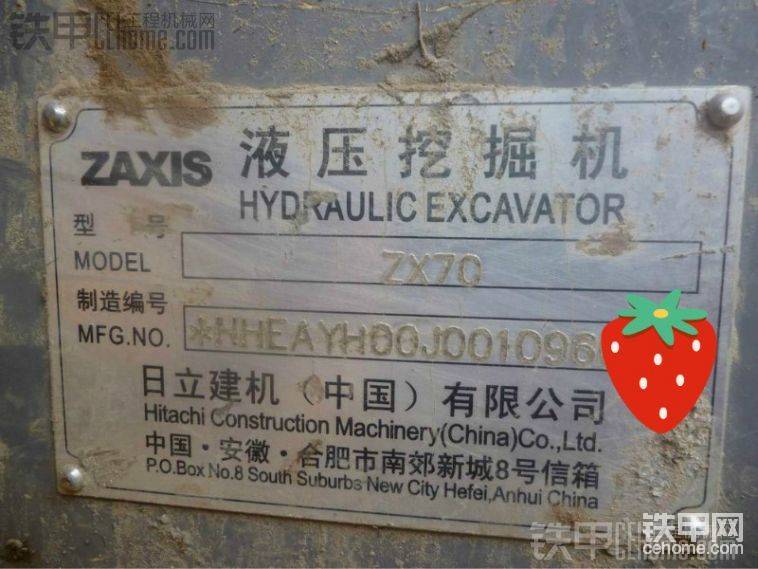 铁甲 工程机械网
cehome.com
ZAXIS 液压挖掘机
HYDRAULIC EXCAVATOR
型 号
MODEL ZX70
制造编号
MFG.NO. *HHEAYH00J001096
日立建机（中国）有限公司
Hitachi Construction Machinery(China)Co.,Ltd.
中国·安徽·合肥市南郊新城8号信箱
P.O.Box No.8 South Suburbs New City Hefei,Anhui China
铁甲网
cehome.com